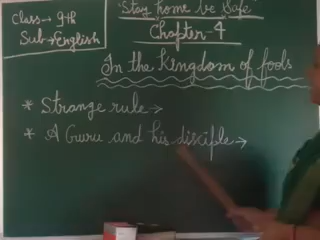 "Stay home be Safe"
Class → 9th
Sub → English
Chapter-4
In the Kingdom of fools
* Strange rule →
* A Guru and his disciple →